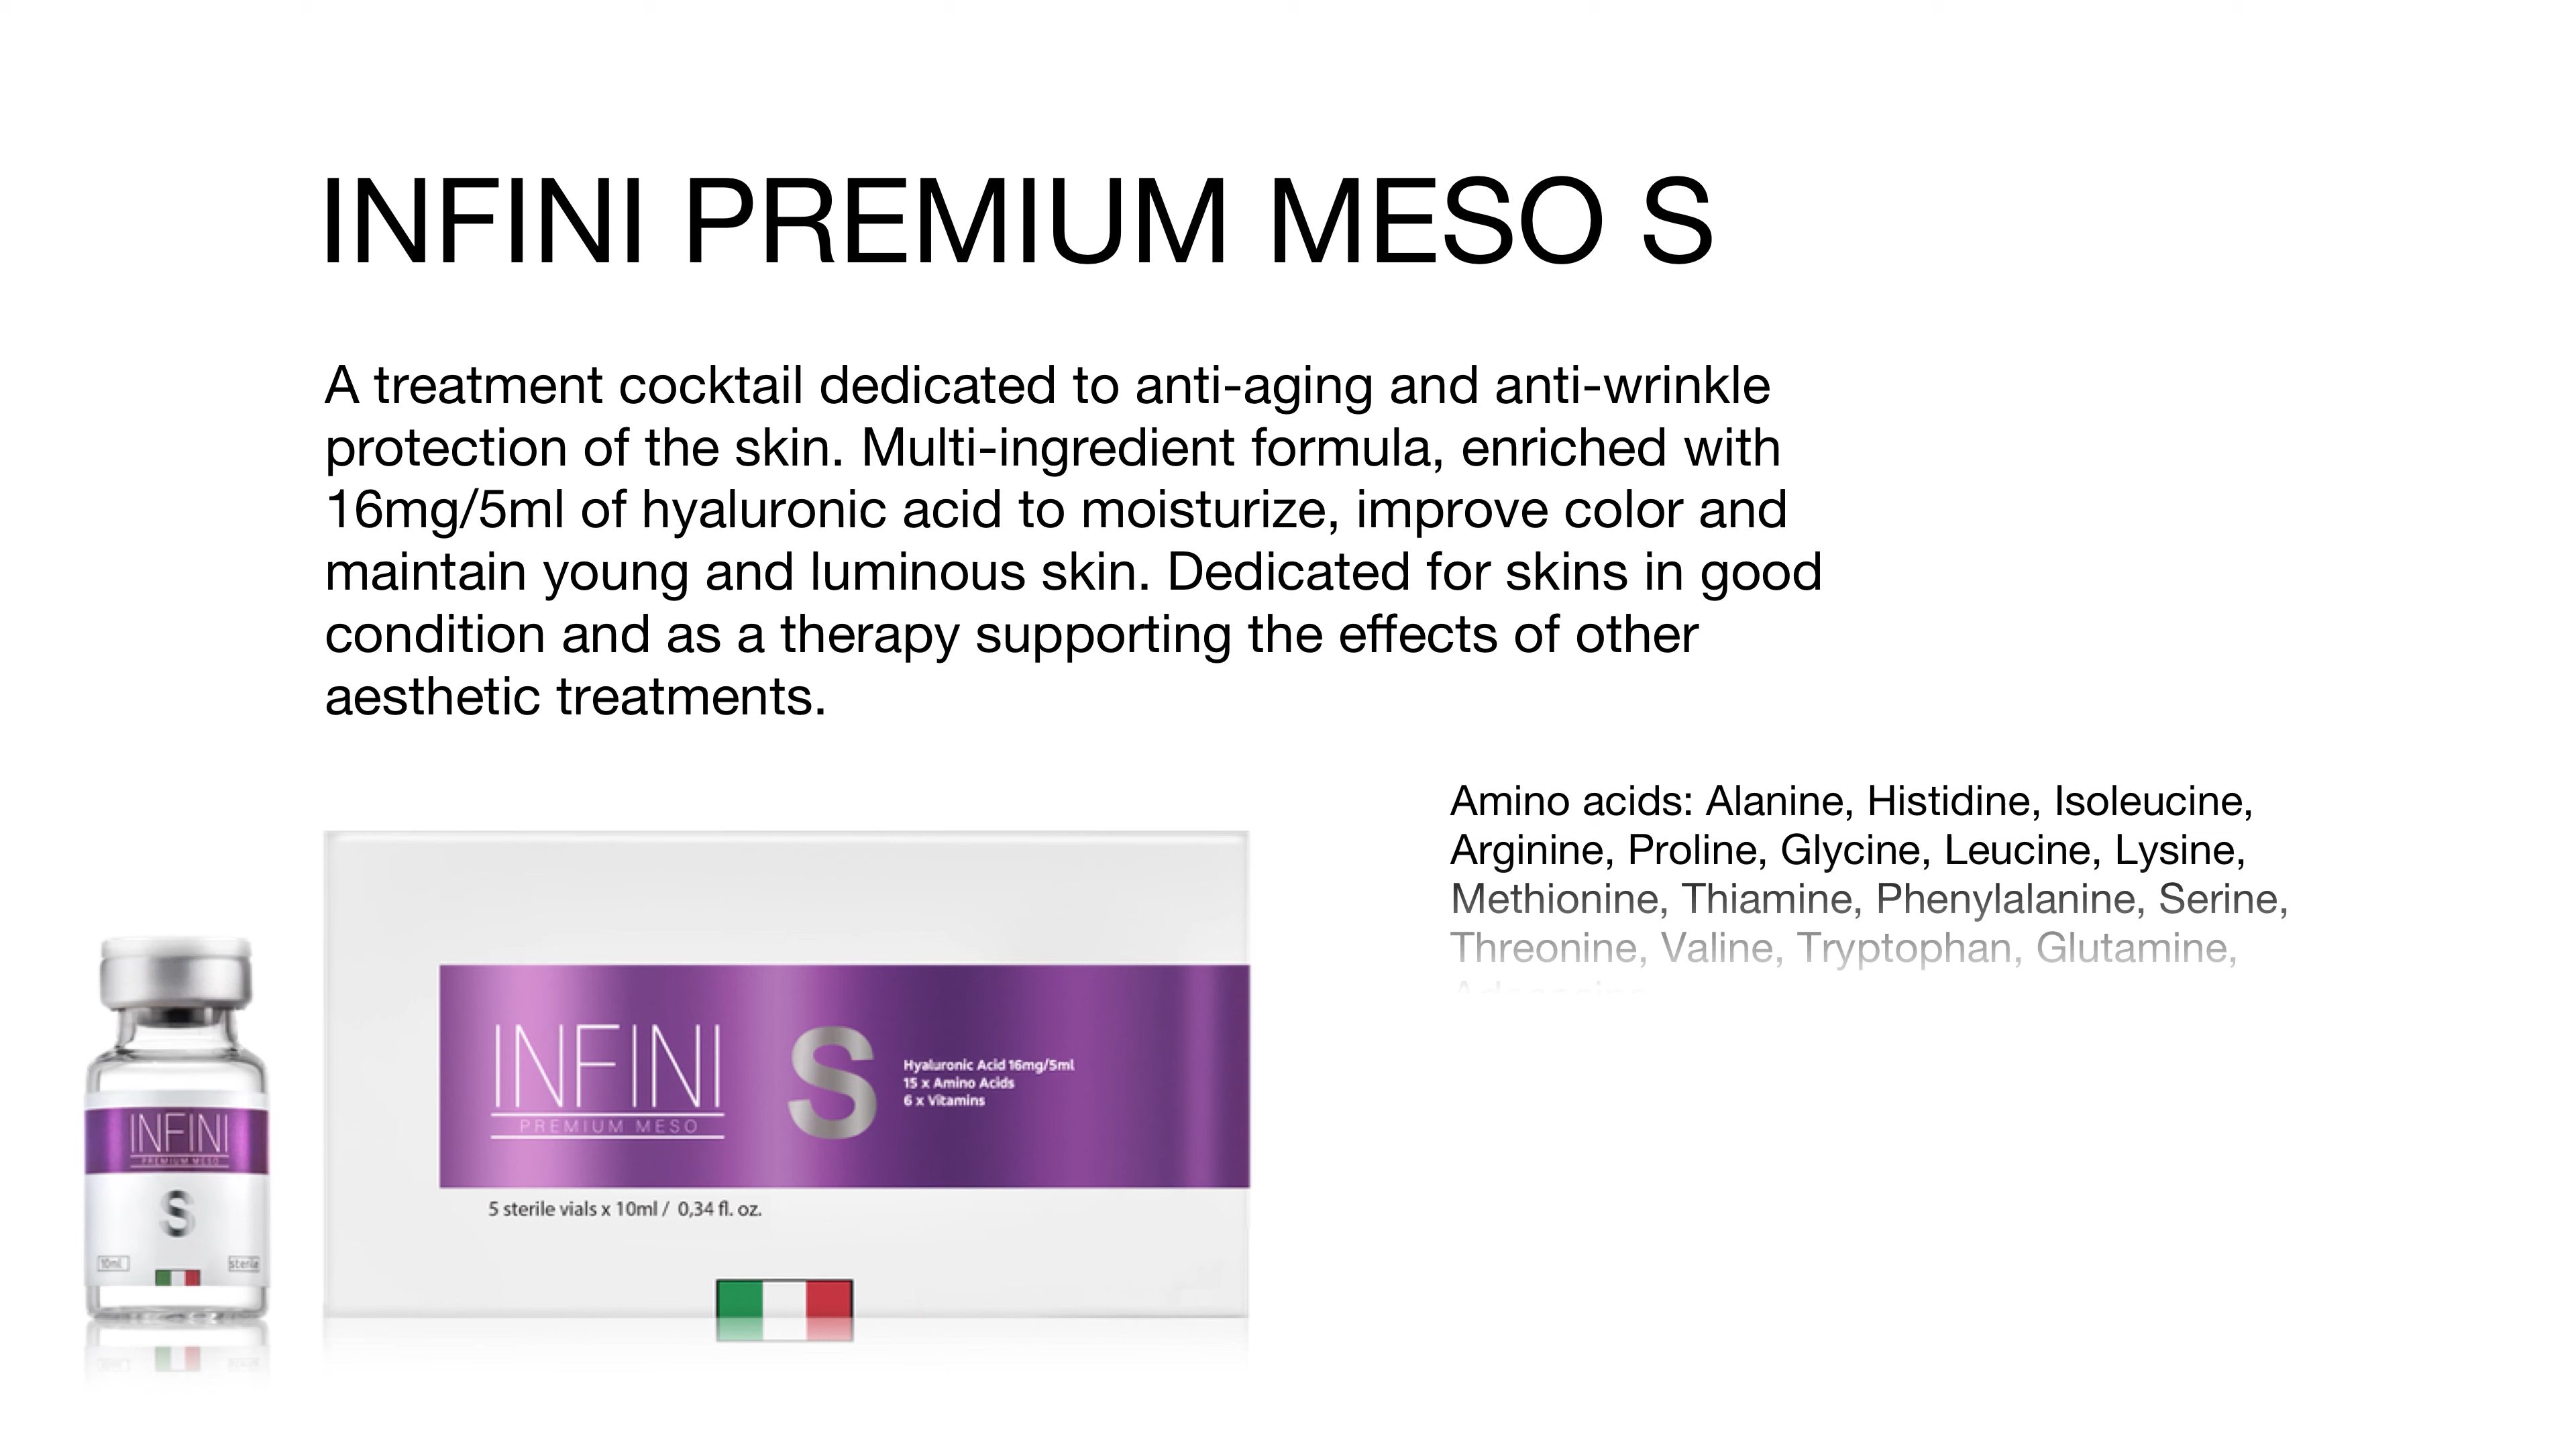 INFINI PREMIUM MESO S
A treatment cocktail dedicated to anti-aging and anti-wrinkle
protection of the skin. Multi-ingredient formula, enriched with
16mg/5ml of hyaluronic acid to moisturize, improve color and
maintain young and luminous skin. Dedicated for skins in good
condition and as a therapy supporting the effects of other
aesthetic treatments.
Amino acids: Alanine, Histidine, Isoleucine,
Arginine, Proline, Glycine, Leucine, Lysine,
Methionine, Thiamine, Phenylalanine, Serine,
Threonine, Valine, Tryptophan, Glutamine,
INFINI
PREMIUM MESO
S
Hyaluronic Acid 16mg/5ml
15 x Amino Acids
6 x Vitamins
5 sterile vials x 10ml / 0,34 fl. oz.
INFINI
PREMIUM MESO
S
10ml
sterile